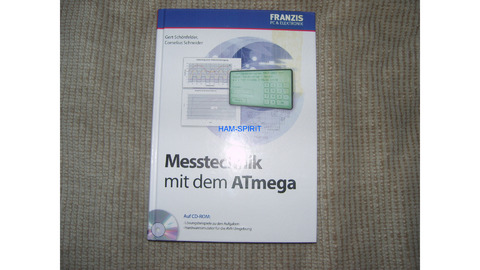 FRANZIS
PC & ELEKTRONIK
Gert Schönfelder
Cornelius Schneider
HAM-SPIRIT
Messtechnik
mit dem ATmega
Auf CD-ROM: